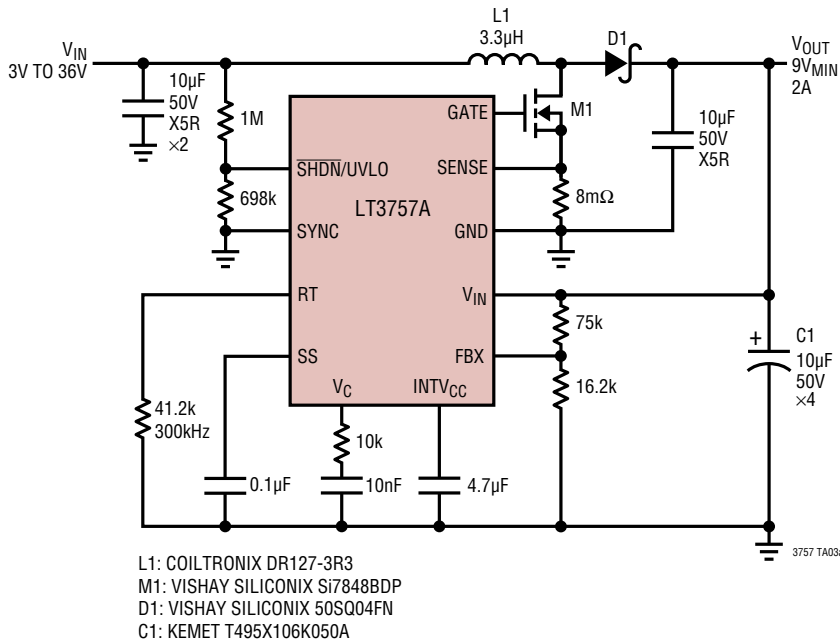 L1
3.3µH
D1
VIN
3V TO 36V
VOUT
9VMIN
2A
10µF
50V
X5R
×2
1M
GATE
M1
10µF
50V
X5R
SHDN/UVLO
SENSE
698k
LT3757A
8mΩ
SYNC
GND
RT
VIN
75k
SS
FBX
C1
+
10µF
50V
×4
VC
INTVCC
16.2k
41.2k
300kHz
10k
0.1µF
10nF
4.7µF
3757 TA03a
L1: COILTRONIX DR127-3R3
M1: VISHAY SILICONIX Si7848BDP
D1: VISHAY SILICONIX 50SQ04FN
C1: KEMET T495X106K050A